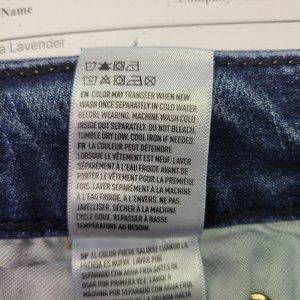 Name
Lavender
EN COLOR MAY TRANSFER WHEN NEW
WASH ONCE SEPARATELY IN COLD WATER
BEFORE WEARING. MACHINE WASH COLD
INSIDE OUT SEPARATELY. DO NOT BLEACH.
TUMBLE DRY LOW. COOL IRON IF NEEDED.
FR LA COULEUR PEUT DÉTEINDRE
LORSQUE LE VÊTEMENT EST NEUF. LAVER
SÉPARÉMENT À L'EAU FROIDE AVANT DE
PORTER LE VÊTEMENT POUR LA PREMIÈRE
FOIS. LAVER SÉPARÉMENT À LA MACHINE
À L'EAU FROIDE, À L'ENVERS. NE PAS
JAVELLISER. SÉCHER À LA MACHINE
CYCLE DOUX. REPASSER À BASSE
TEMPÉRATURE AU BESOIN.
SP EL COLOR PUEDE SALIRSE CUANDO LA
PRENDA ES NUEVA. LAVAR POR
SEPARADO CON AGUA FRÍA ANTES DE
USAR POR PRIMERA VEZ. LAVAR A
MÁQUINA POR SEPARADO
CON AGUA FRÍA